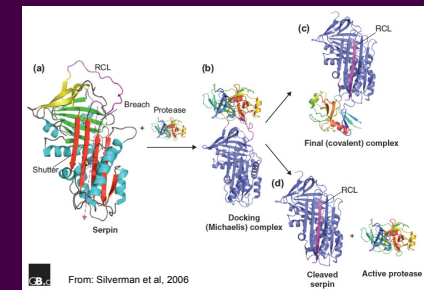 (a)
RCL
Breach
Shutter
Serpin
+
Protease
(b)
Docking
(Michaelis) complex
(c)
RCL
Final (covalent) complex
(d)
RCL
Cleaved
serpin
+
Active protease
From: Silverman et al, 2006